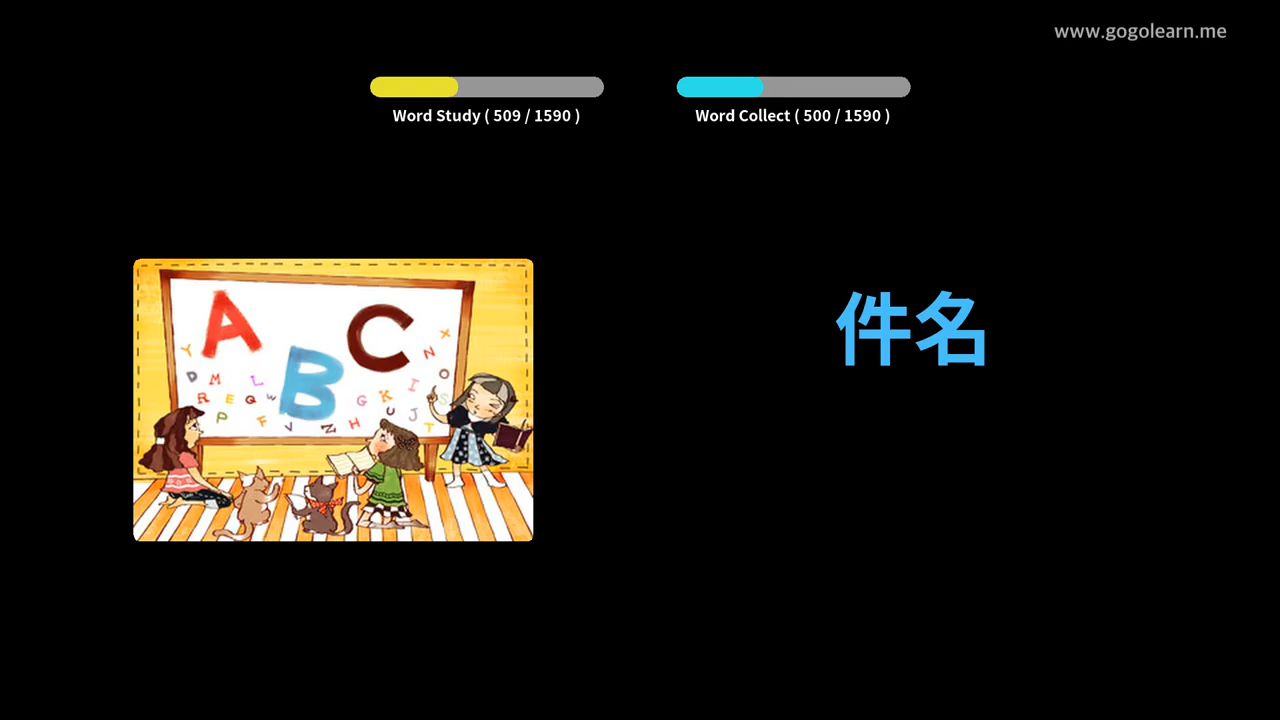 www.gogolearn.me
Word Study ( 509 / 1590 )
Word Collect ( 500 / 1590 )
件名
A
B
C
Y
X
N
D M L
I
O
R E Q W
G K
S
P
F
V
Z
H
U
J
T